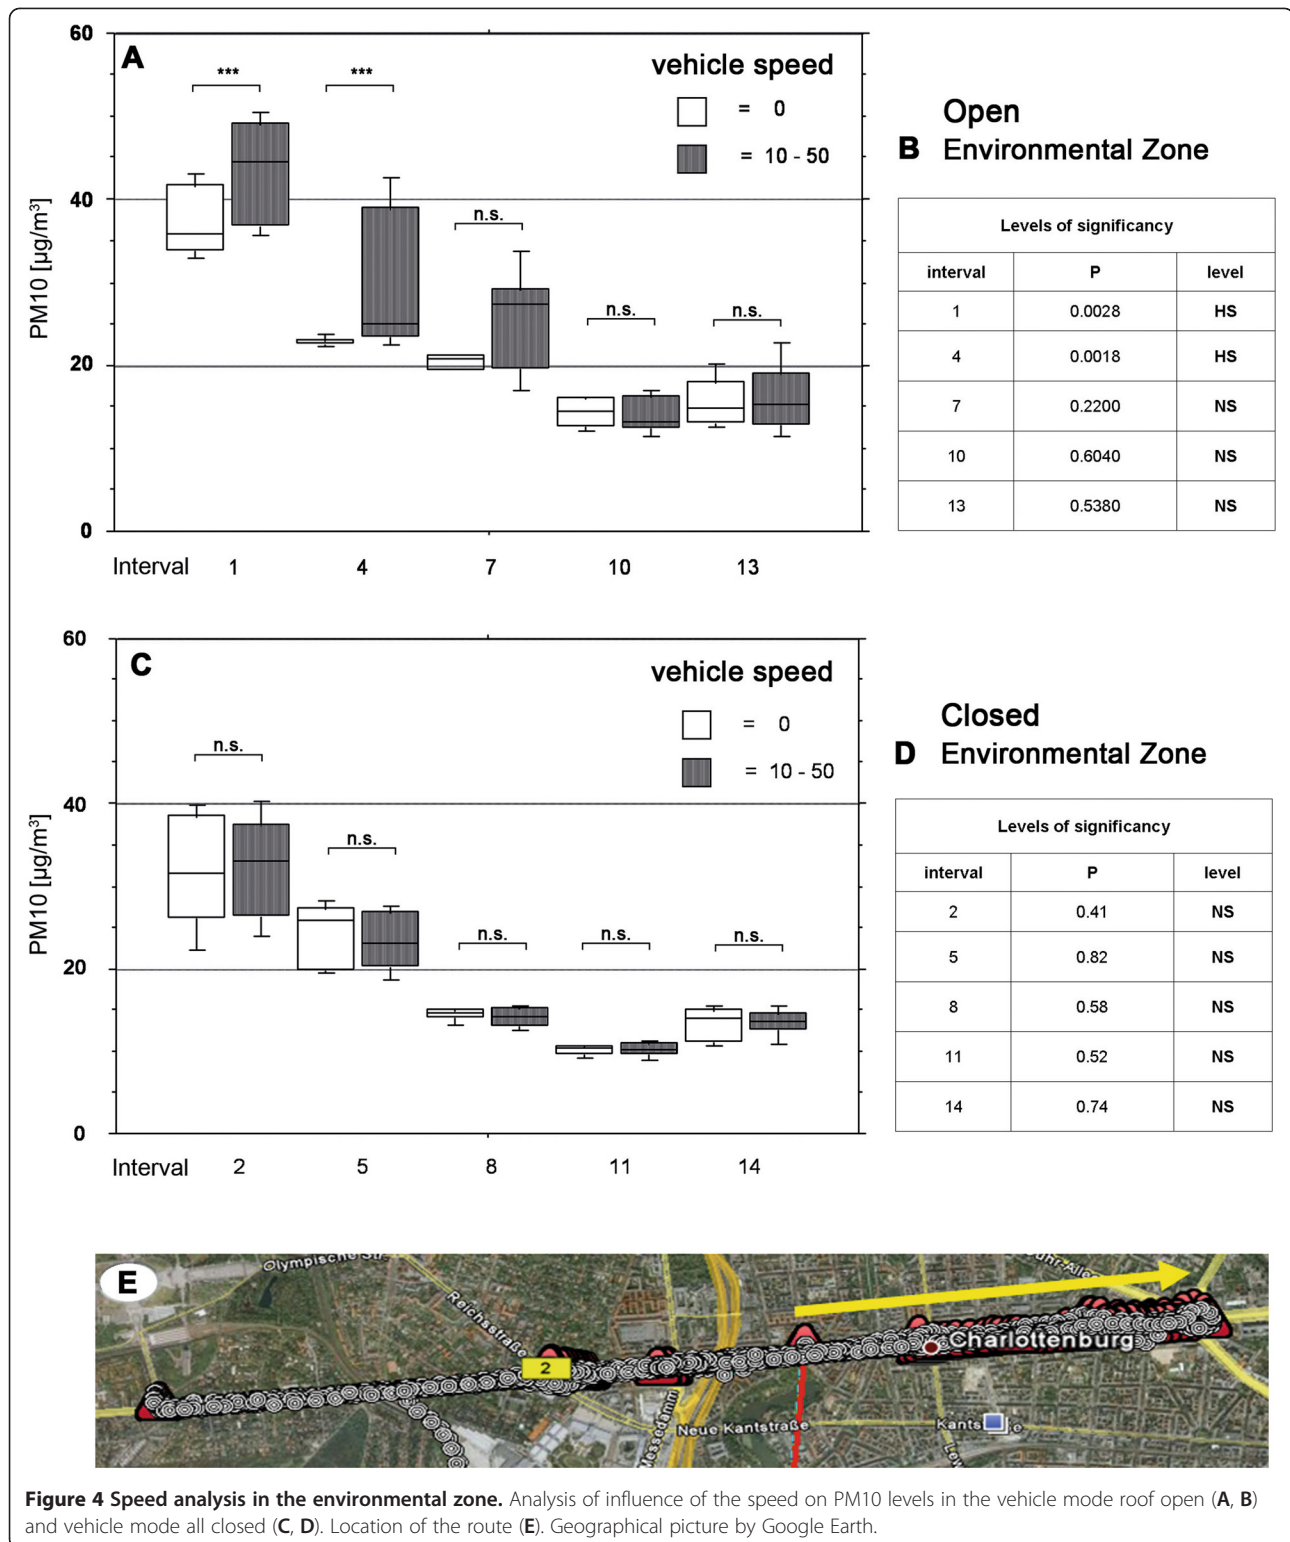 60
40
20
0
PM10 [µg/m³]
A
*** ***
n.s. n.s. n.s.
vehicle speed
= 0
= 10 - 50
Interval 1 4 7 10 13
Open
B Environmental Zone
Levels of significancy
interval P level
1 0.0028 HS
4 0.0018 HS
7 0.2200 NS
10 0.6040 NS
13 0.5380 NS
60
40
20
0
PM10 [µg/m³]
C
n.s. n.s. n.s. n.s. n.s.
vehicle speed
= 0
= 10 - 50
Interval 2 5 8 11 14
Closed
D Environmental Zone
Levels of significancy
interval P level
2 0.41 NS
5 0.82 NS
8 0.58 NS
11 0.52 NS
14 0.74 NS
E
Olympische Str.
Reichsstraße
2
Messedamm
Neue Kantstraße
Charlottenburg
Figure 4 Speed analysis in the environmental zone. Analysis of influence of the speed on PM10 levels in the vehicle mode roof open (A, B)
and vehicle mode all closed (C, D). Location of the route (E). Geographical picture by Google Earth.